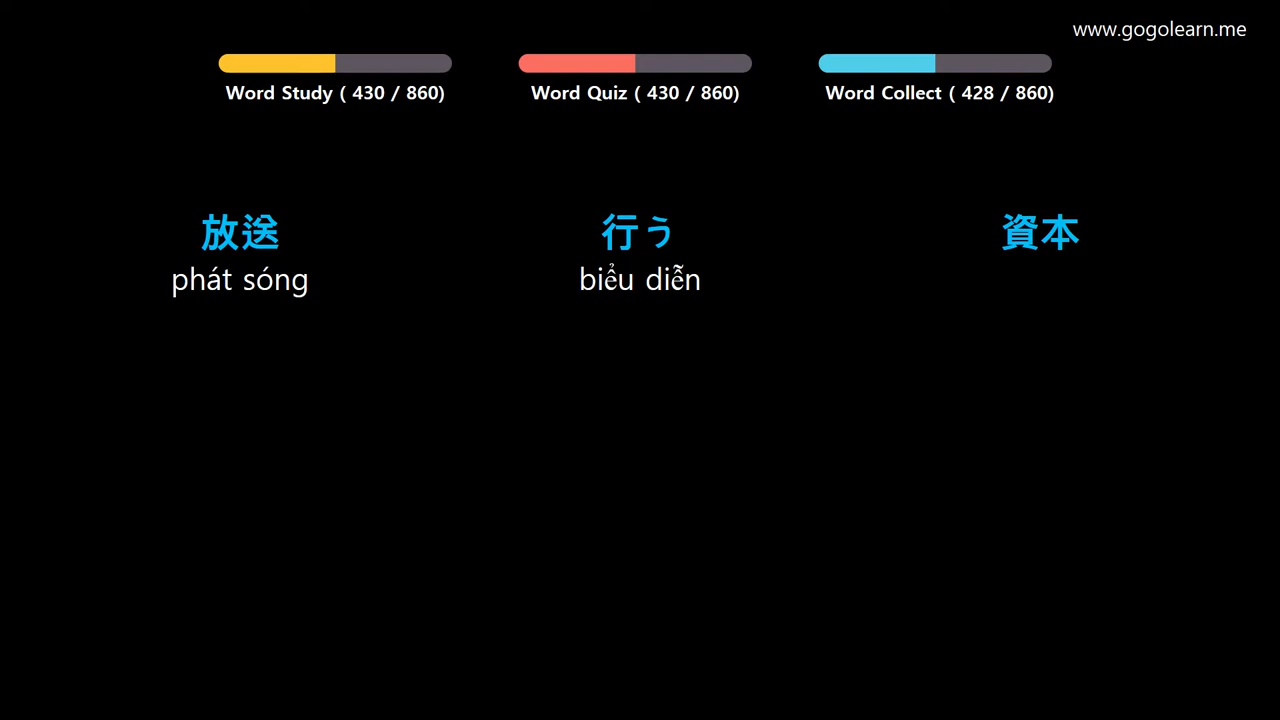 www.gogolearn.me
Word Study ( 430 / 860)
Word Quiz ( 430 / 860)
Word Collect ( 428 / 860)
放送
phát sóng
行う
biểu diễn
資本